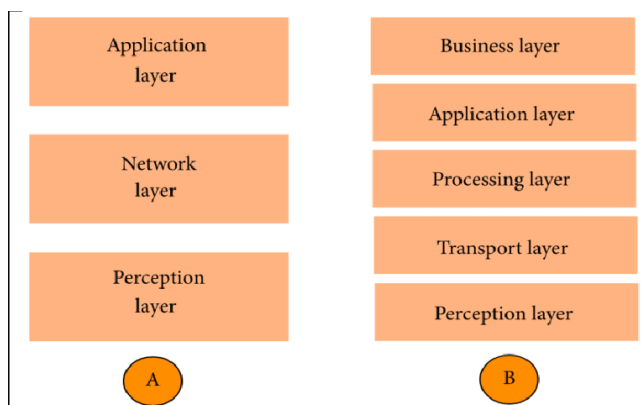 Application
layer
Network
layer
Perception
layer
A
Business layer
Application layer
Processing layer
Transport layer
Perception layer
B